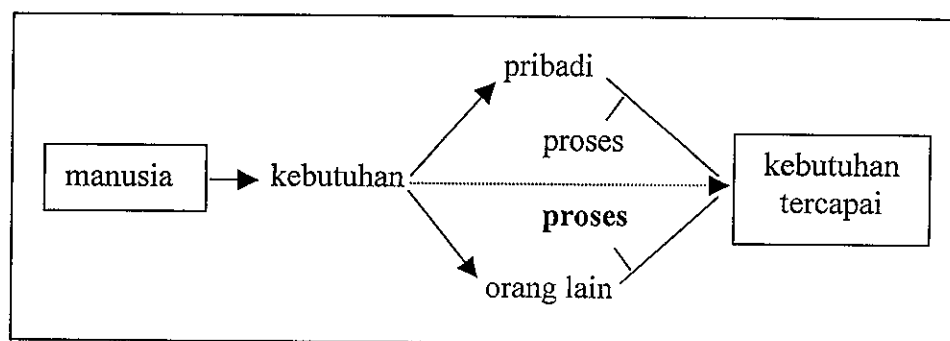 pribadi
proses
manusia
kebutuhan
kebutuhan
tercapai
proses
orang lain